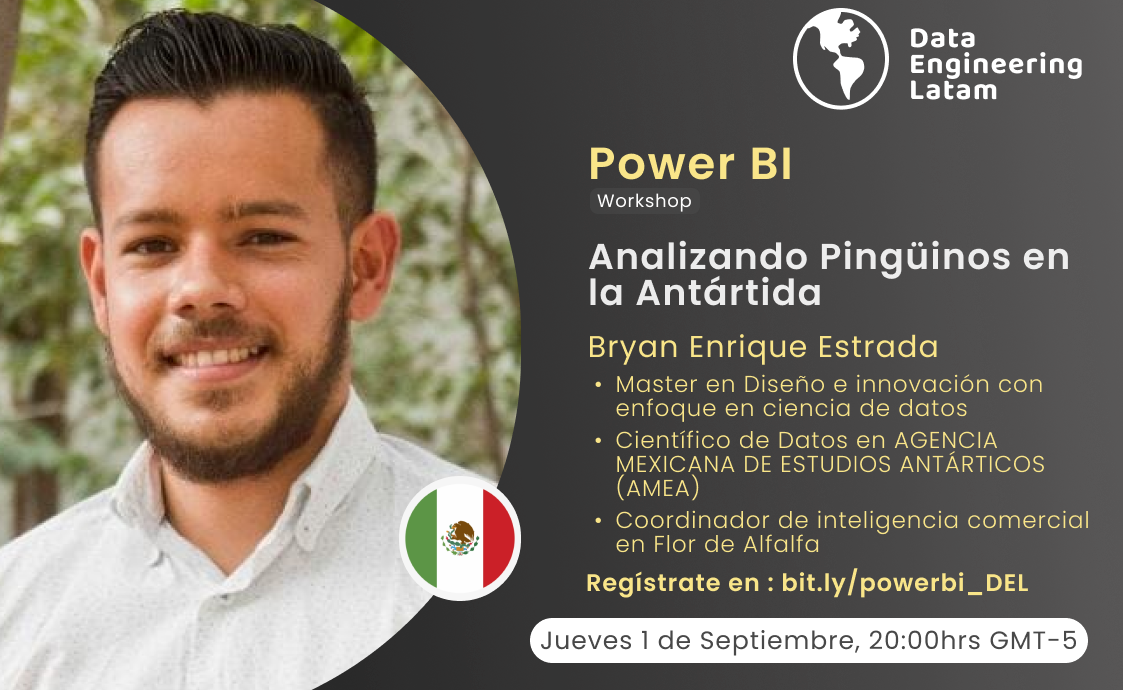 Data
Engineering
Latam
Power BI
Workshop
Analizando Pingüinos en
la Antártida
Bryan Enrique Estrada
• Master en Diseño e innovación con
enfoque en ciencia de datos
• Científico de Datos en AGENCIA
MEXICANA DE ESTUDIOS ANTÁRTICOS
(AMEA)
• Coordinador de inteligencia comercial
en Flor de Alfalfa
Regístrate en : bit.ly/powerbi_DEL
Jueves 1 de Septiembre, 20:00hrs GMT-5